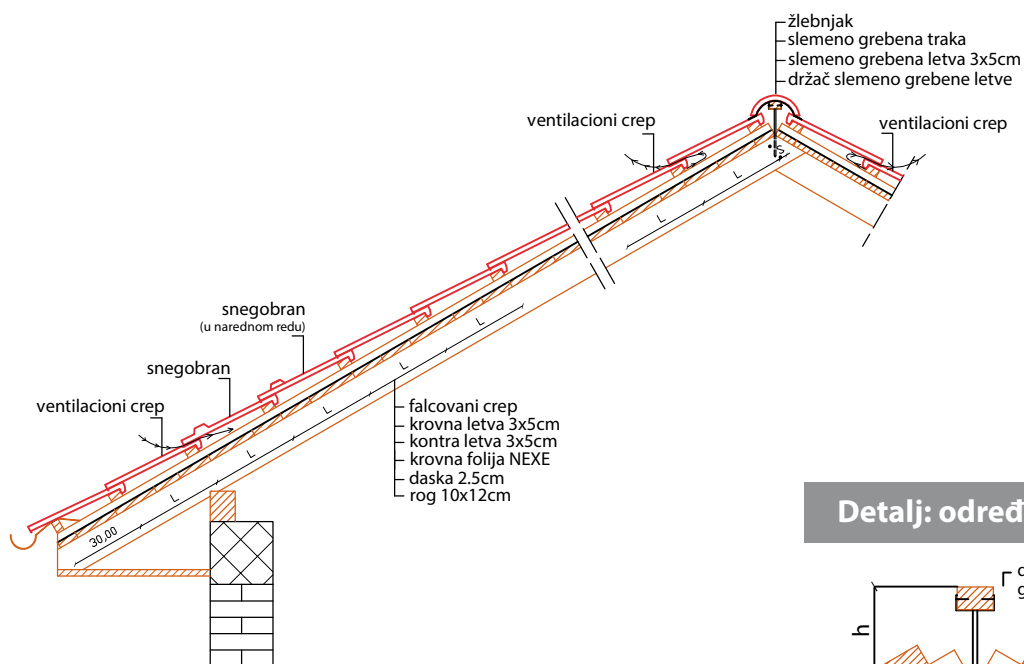 žlebnjak
slemeno grebena traka
slemeno grebena letva 3x5cm
držač slemeno grebene letve
ventilacioni crep
ventilacioni crep
S
L
L
snegobran
(u narednom redu)
snegobran
ventilacioni crep
L
L
L
L
L
30,00
falcovani crep
krovna letva 3x5cm
kontra letva 3x5cm
krovna folija NEXE
daska 2.5cm
rog 10x12cm
Detalj: određ
h